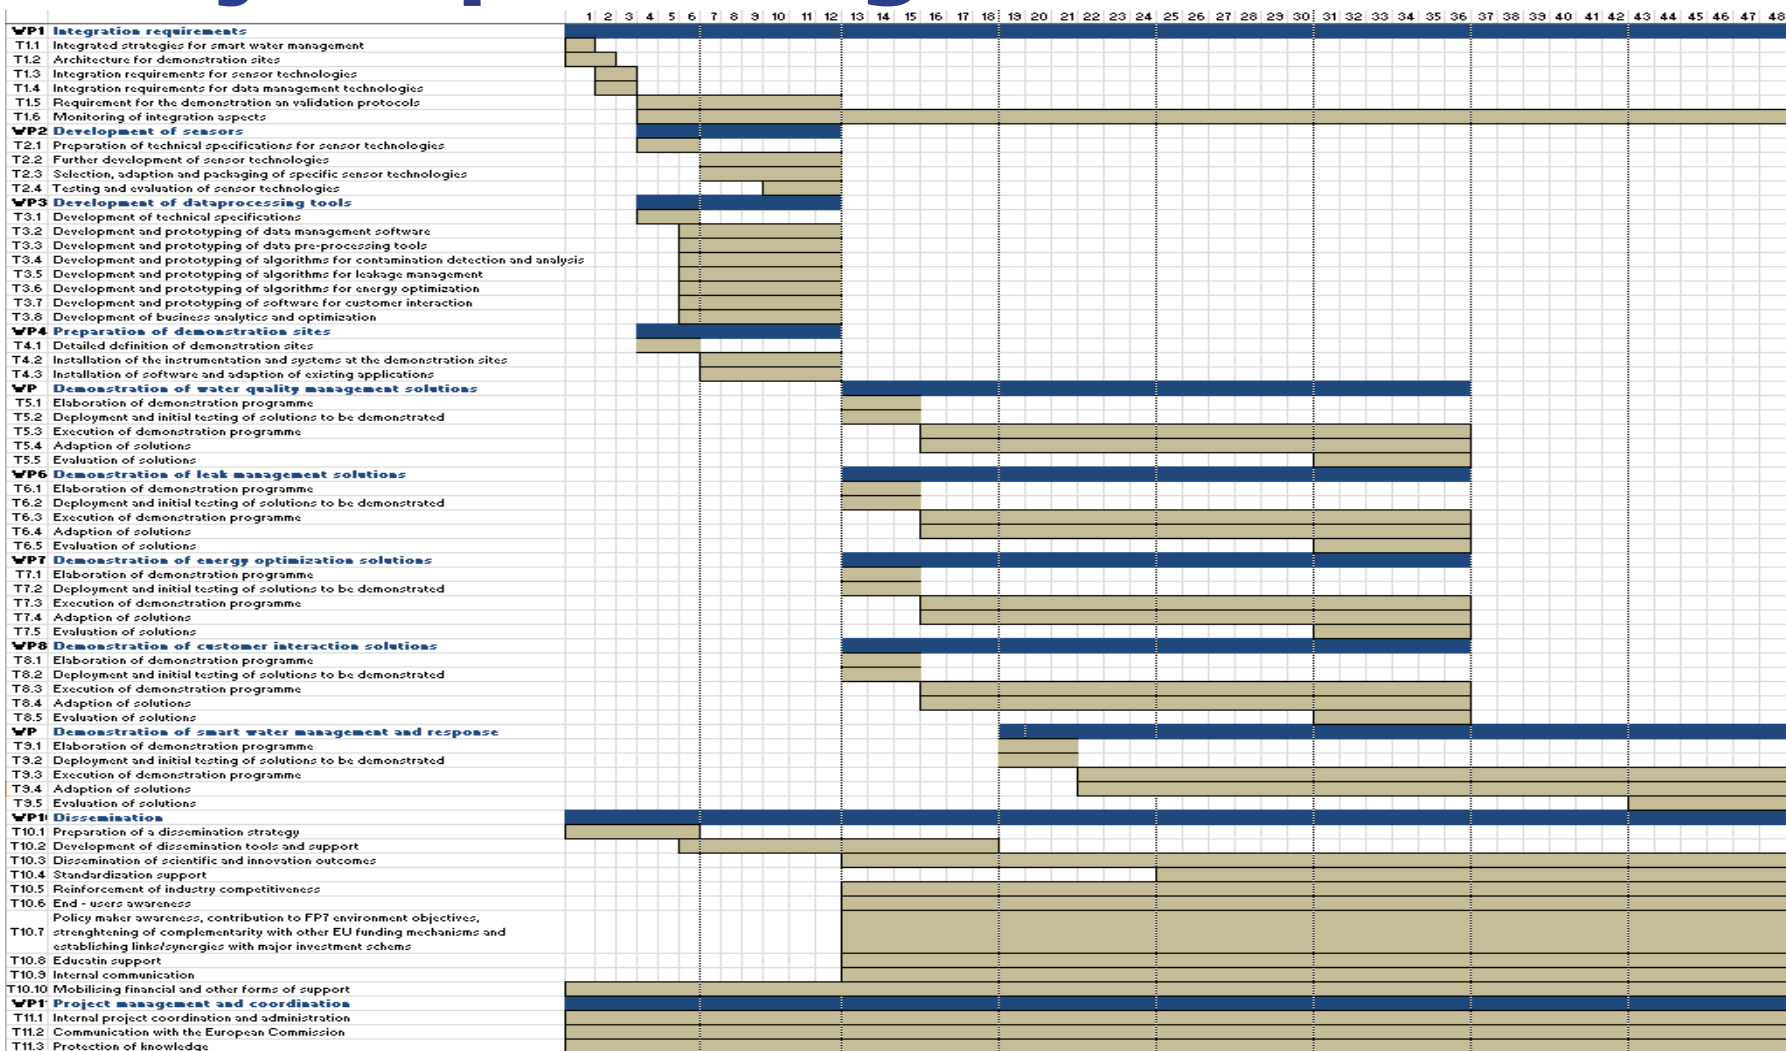 1 2 3 4 5 6 7 8 9 10 11 12 13 14 15 16 17 18 19 20 21 22 23 24 25 26 27 28 29 30 31 32 33 34 35 36 37 38 39 40 41 42 43 44 45 46 47 48
WP1 Integration requirements
T1.1 Integrated strategies for smart water management
T1.2 Architecture for demonstration sites
T1.3 Integration requirements for sensor technologies
T1.4 Integration requirements for data management technologies
T1.5 Requirement for the demonstration an validation protocols
T1.6 Monitoring of integration aspects
WP2 Development of sensors
T2.1 Preparation of technical specifications for sensor technologies
T2.2 Further development of sensor technologies
T2.3 Selection, adaption and packaging of specific sensor technologies
T2.4 Testing and evaluation of sensor technologies
WP3 Development of dataprocessing tools
T3.1 Development of technical specifications
T3.2 Development and prototyping of data management software
T3.3 Development and prototyping of data pre-processing tools
T3.4 Development and prototyping of algorithms for contamination detection and analysis
T3.5 Development and prototyping of algorithms for leakage management
T3.6 Development and prototyping of algorithms for energy optimization
T3.7 Development and prototyping of software for customer interaction
T3.8 Development of business analytics and optimization
WP4 Preparation of demonstration sites
T4.1 Detailed definition of demonstration sites
T4.2 Installation of the instrumentation and systems at the demonstration sites
T4.3 Installation of software and adaption of existing applications
WP Demonstration of water quality management solutions
T5.1 Elaboration of demonstration programme
T5.2 Deployment and initial testing of solutions to be demonstrated
T5.3 Execution of demonstration programme
T5.4 Adaption of solutions
T5.5 Evaluation of solutions
WP6 Demonstration of leak management solutions
T6.1 Elaboration of demonstration programme
T6.2 Deployment and initial testing of solutions to be demonstrated
T6.3 Execution of demonstration programme
T6.4 Adaption of solutions
T6.5 Evaluation of solutions
WP7 Demonstration of energy optimization solutions
T7.1 Elaboration of demonstration programme
T7.2 Deployment and initial testing of solutions to be demonstrated
T7.3 Execution of demonstration programme
T7.4 Adaption of solutions
T7.5 Evaluation of solutions
WP8 Demonstration of customer interaction solutions
T8.1 Elaboration of demonstration programme
T8.2 Deployment and initial testing of solutions to be demonstrated
T8.3 Execution of demonstration programme
T8.4 Adaption of solutions
T8.5 Evaluation of solutions
WP Demonstration of smart water management and response
T9.1 Elaboration of demonstration programme
T9.2 Deployment and initial testing of solutions to be demonstrated
T9.3 Execution of demonstration programme
T9.4 Adaption of solutions
T9.5 Evaluation of solutions
WP1 Dissemination
T10.1 Preparation of a dissemination strategy
T10.2 Development of dissemination tools and support
T10.3 Dissemination of scientific and innovation outcomes
T10.4 Standardization support
T10.5 Reinforcement of industry competitiveness
T10.6 End - users awareness
Policy maker awareness, contribution to FP7 environment objectives,
T10.7 strenghtening of complementarity with other EU funding mechanisms and
establishing links/synergies with major investment schems
T10.8 Educatin support
T10.9 Internal communication
T10.10 Mobilising financial and other forms of support
WP1 Project management and coordination
T11.1 Internal project coordination and administration
T11.2 Communication with the European Commission
T11.3 Protection of knowledge